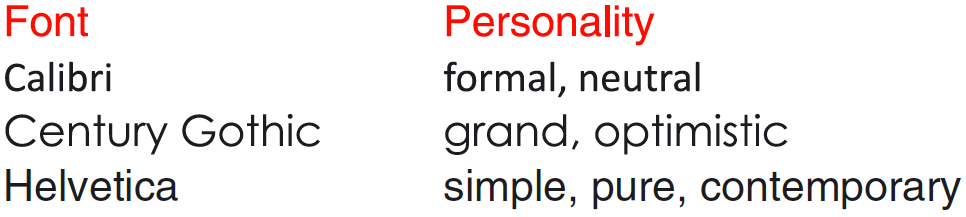 Font Personality
Calibri formal, neutral
Century Gothic grand, optimistic
Helvetica simple, pure, contemporary